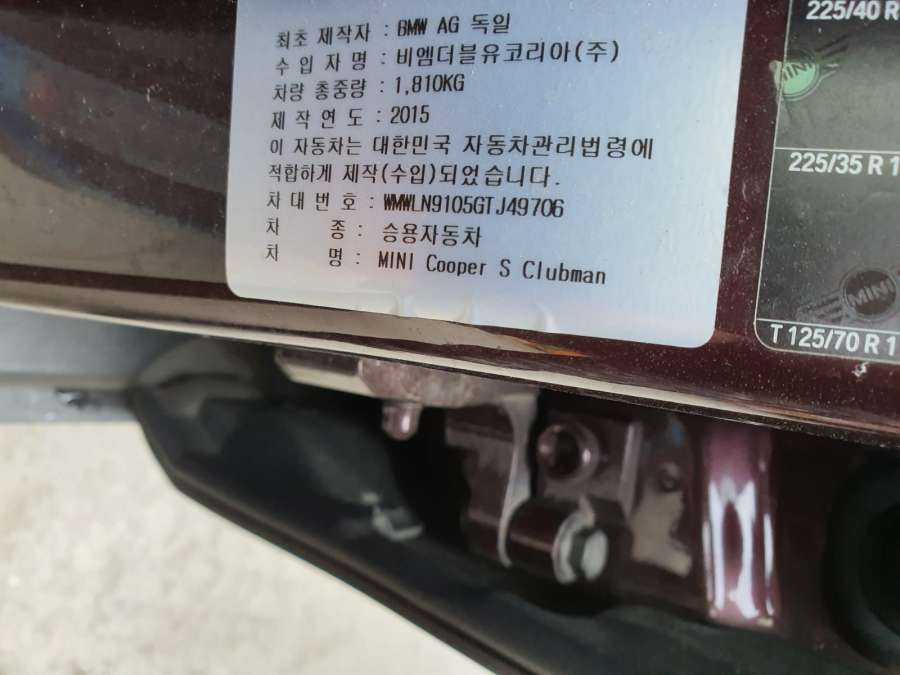 최초 제작자 : BMW AG 독일
수 입 자 명 : 비엠더블유코리아(주)
차량 총중량 : 1,810KG
제 작 연 도 : 2015
이 자동차는 대한민국 자동차관리법령에
적합하게 제작(수입)되었습니다.
차 대 번 호 : WMWLN9105GTJ49706
차 종 : 승용자동차
차 명 : MINI Cooper S Clubman
225/40 R
MINI
225/35 R 1
MINI
T 125/70 R 1